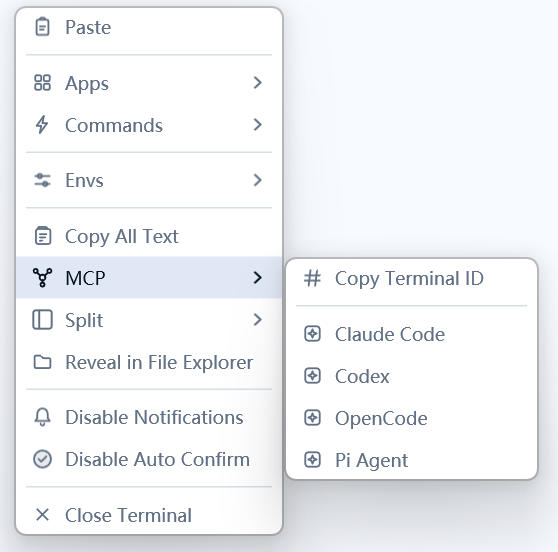 Paste
Apps
Commands
Envs
Copy All Text
MCP
Split
Reveal in File Explorer
Disable Notifications
Disable Auto Confirm
Close Terminal
Copy Terminal ID
Claude Code
Codex
OpenCode
Pi Agent